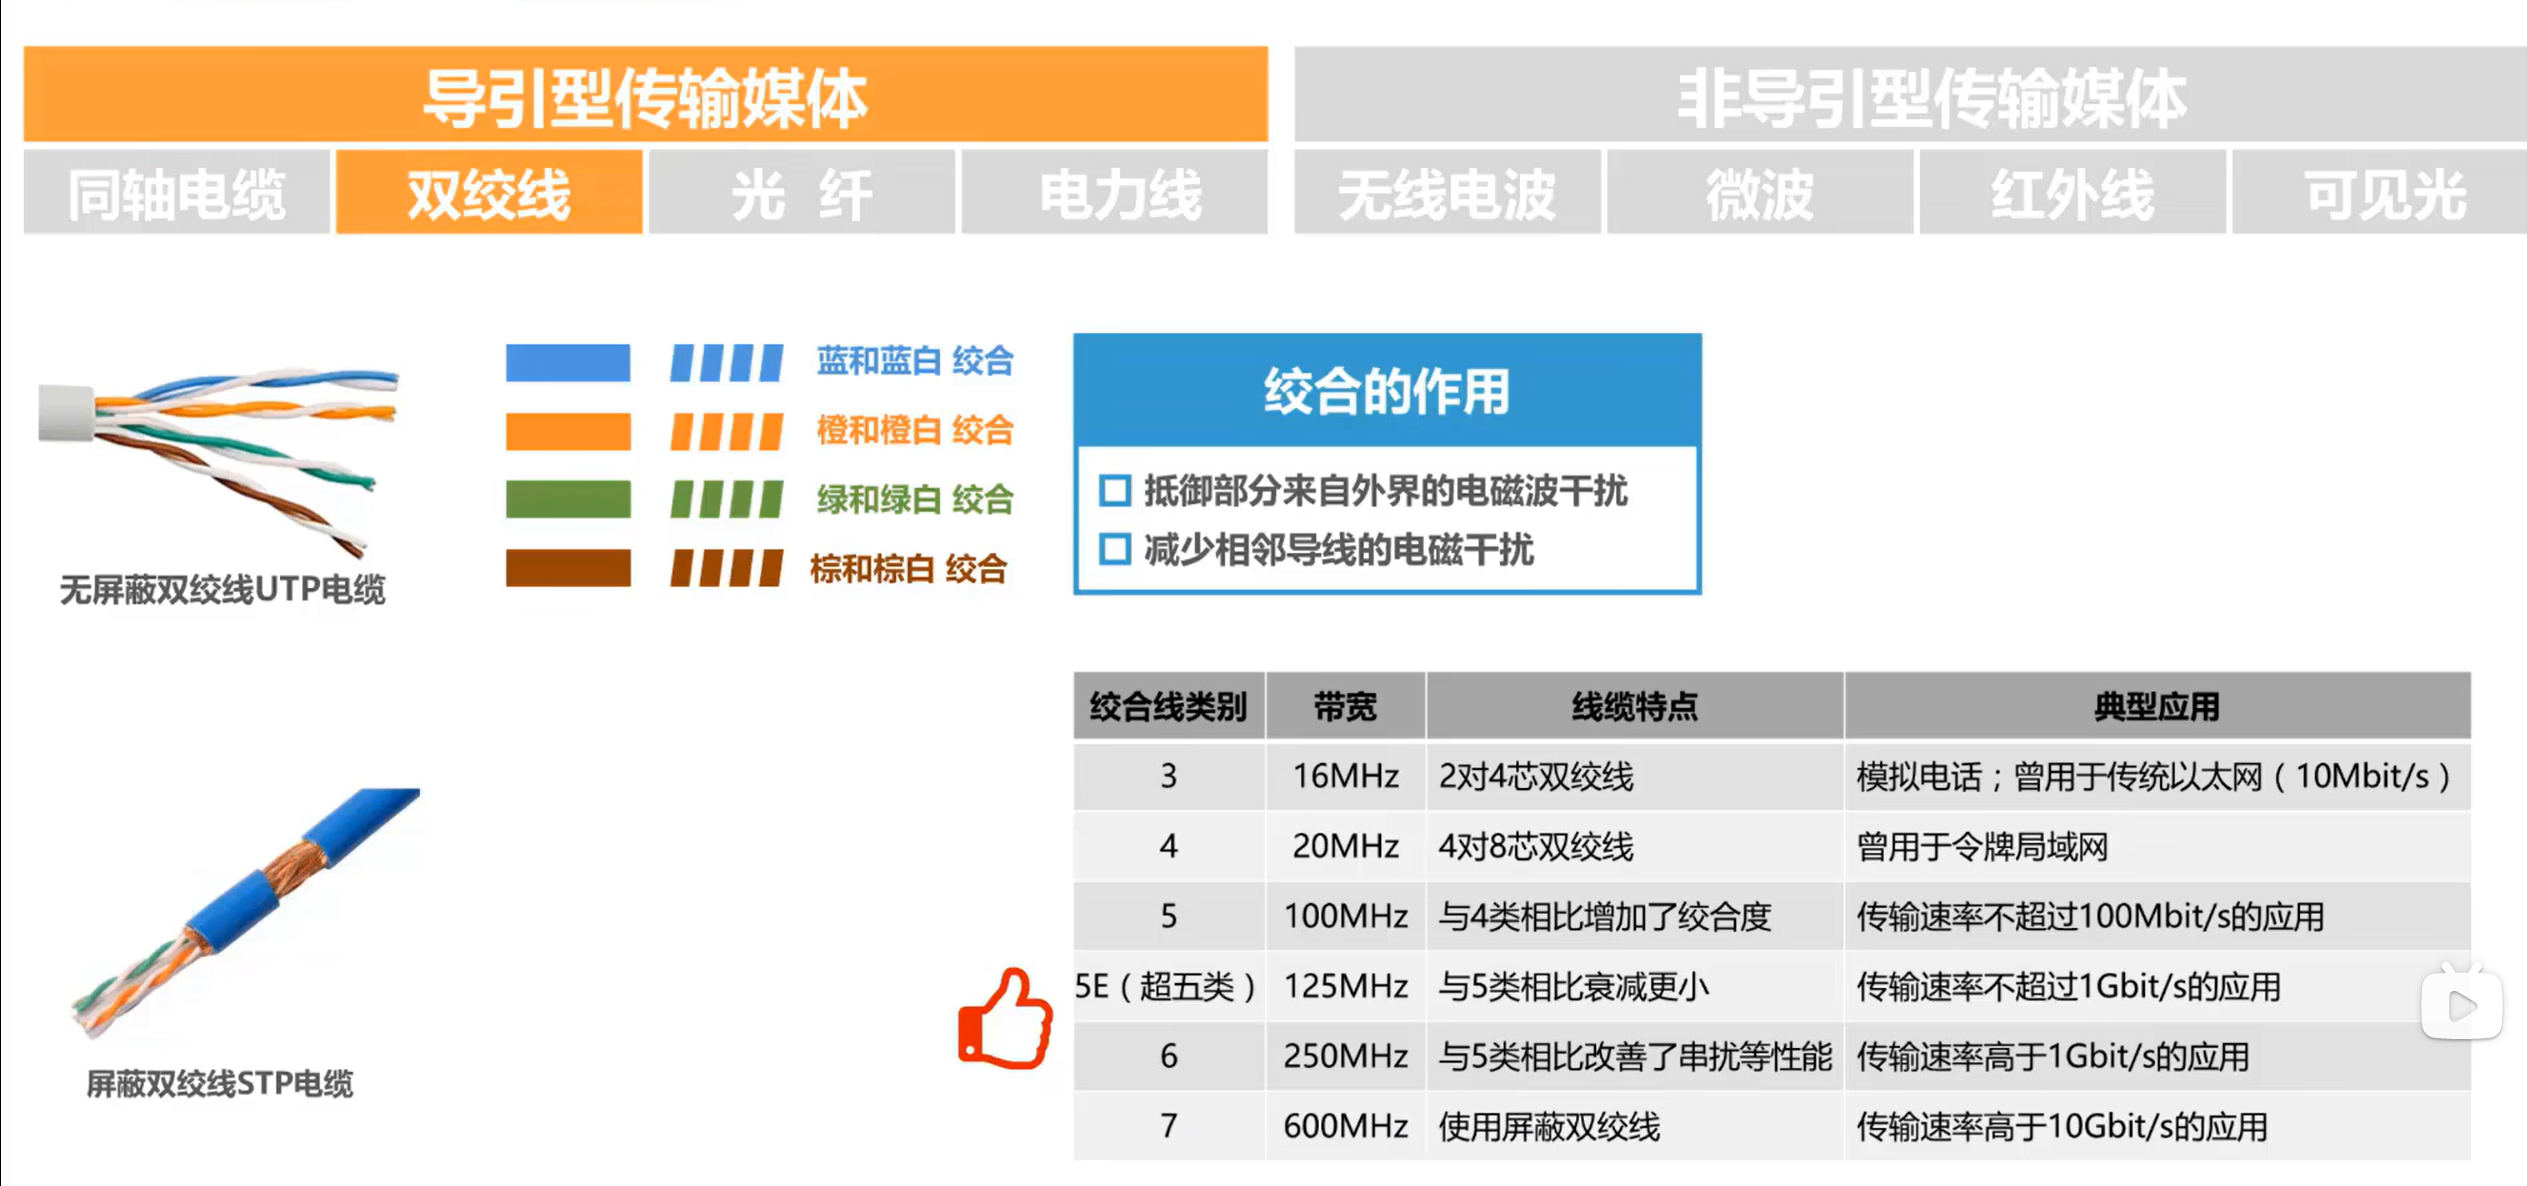 导引型传输媒体
非导引型传输媒体
同轴电缆
双绞线
光 纤
电力线
无线电波
微波
红外线
可见光
蓝和蓝白 绞合
橙和橙白 绞合
绿和绿白 绞合
棕和棕白 绞合
无屏蔽双绞线UTP电缆
绞合的作用
抵御部分来自外界的电磁波干扰
减少相邻导线的电磁干扰
屏蔽双绞线STP电缆
绞合线类别 带宽 线缆特点 典型应用
3 16MHz 2对4芯双绞线 模拟电话；曾用于传统以太网（10Mbit/s）
4 20MHz 4对8芯双绞线 曾用于令牌局域网
5 100MHz 与4类相比增加了绞合度 传输速率不超过100Mbit/s的应用
5E（超五类） 125MHz 与5类相比衰减更小 传输速率不超过1Gbit/s的应用
6 250MHz 与5类相比改善了串扰等性能 传输速率高于1Gbit/s的应用
7 600MHz 使用屏蔽双绞线 传输速率高于10Gbit/s的应用